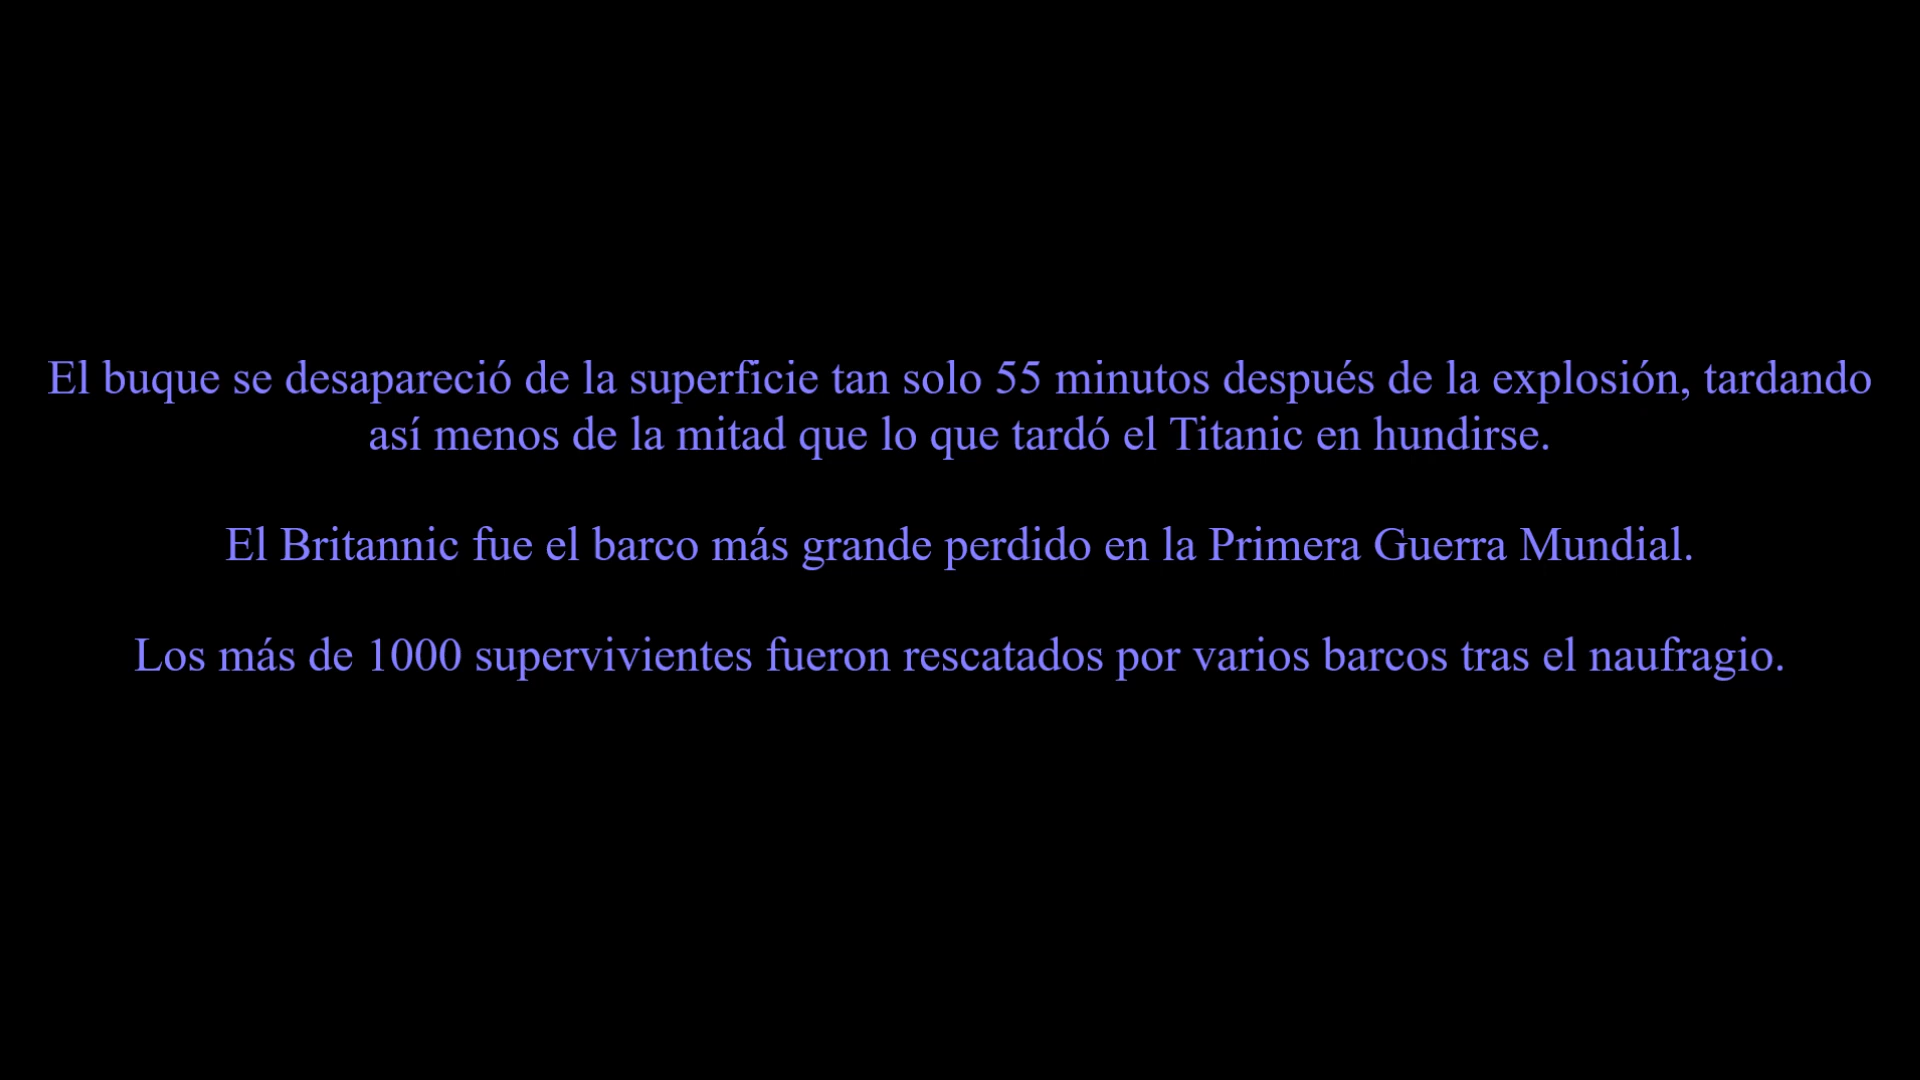 El buque se desapareció de la superficie tan solo 55 minutos después de la explosión, tardando
así menos de la mitad que lo que tardó el Titanic en hundirse.
El Britannic fue el barco más grande perdido en la Primera Guerra Mundial.
Los más de 1000 supervivientes fueron rescatados por varios barcos tras el naufragio.